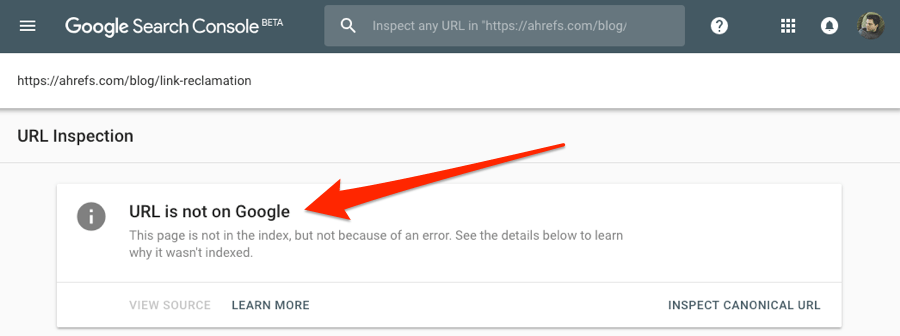 Google Search Console BETA
Inspect any URL in "https://ahrefs.com/blog/
https://ahrefs.com/blog/link-reclamation
URL Inspection
URL is not on Google
This page is not in the index, but not because of an error. See the details below to learn
why it wasn't indexed.
VIEW SOURCE LEARN MORE INSPECT CANONICAL URL